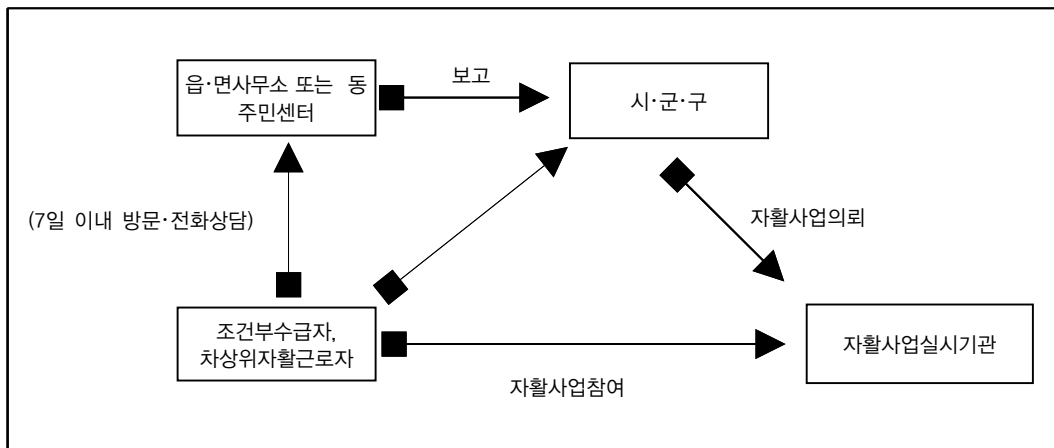 읍·면사무소 또는 동
주민센터
보고
시·군·구
(7일 이내 방문·전화상담)
자활사업의뢰
조건부수급자,
차상위자활근로자
자활사업실시기관
자활사업참여